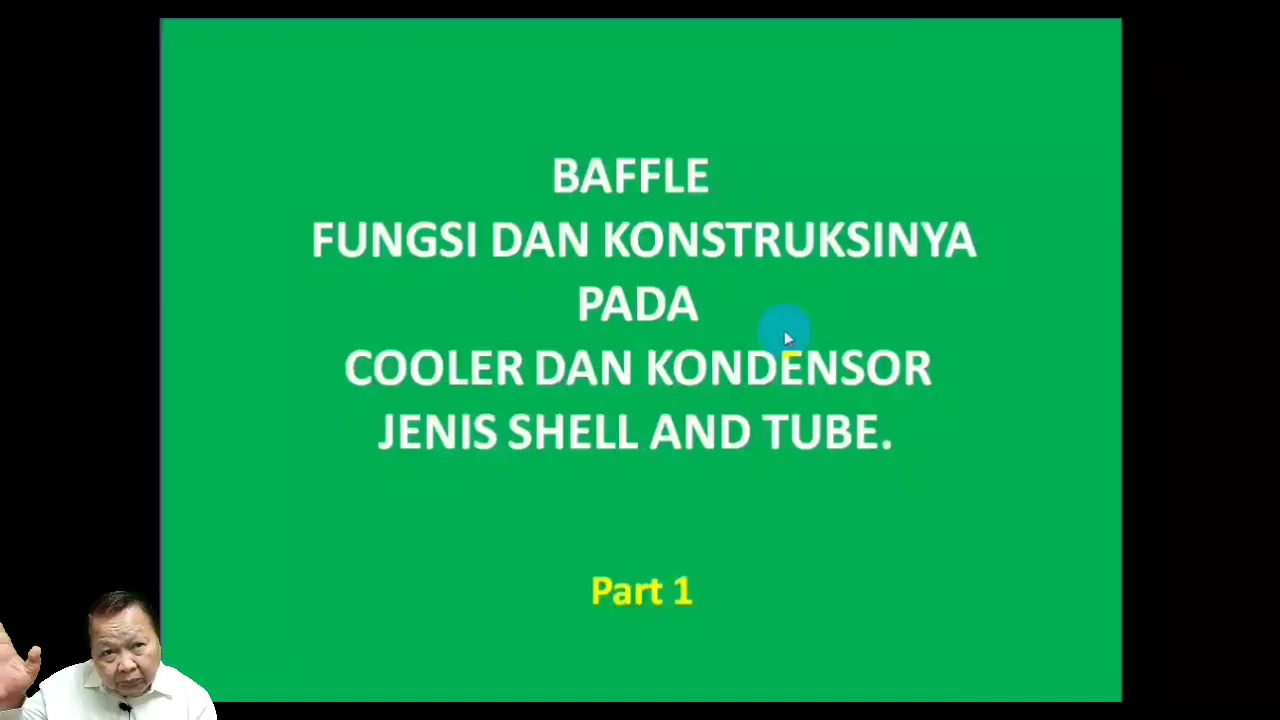 BAFFLE
FUNGSI DAN KONSTRUKSINYA
PADA
COOLER DAN KONDENSOR
JENIS SHELL AND TUBE.
Part 1